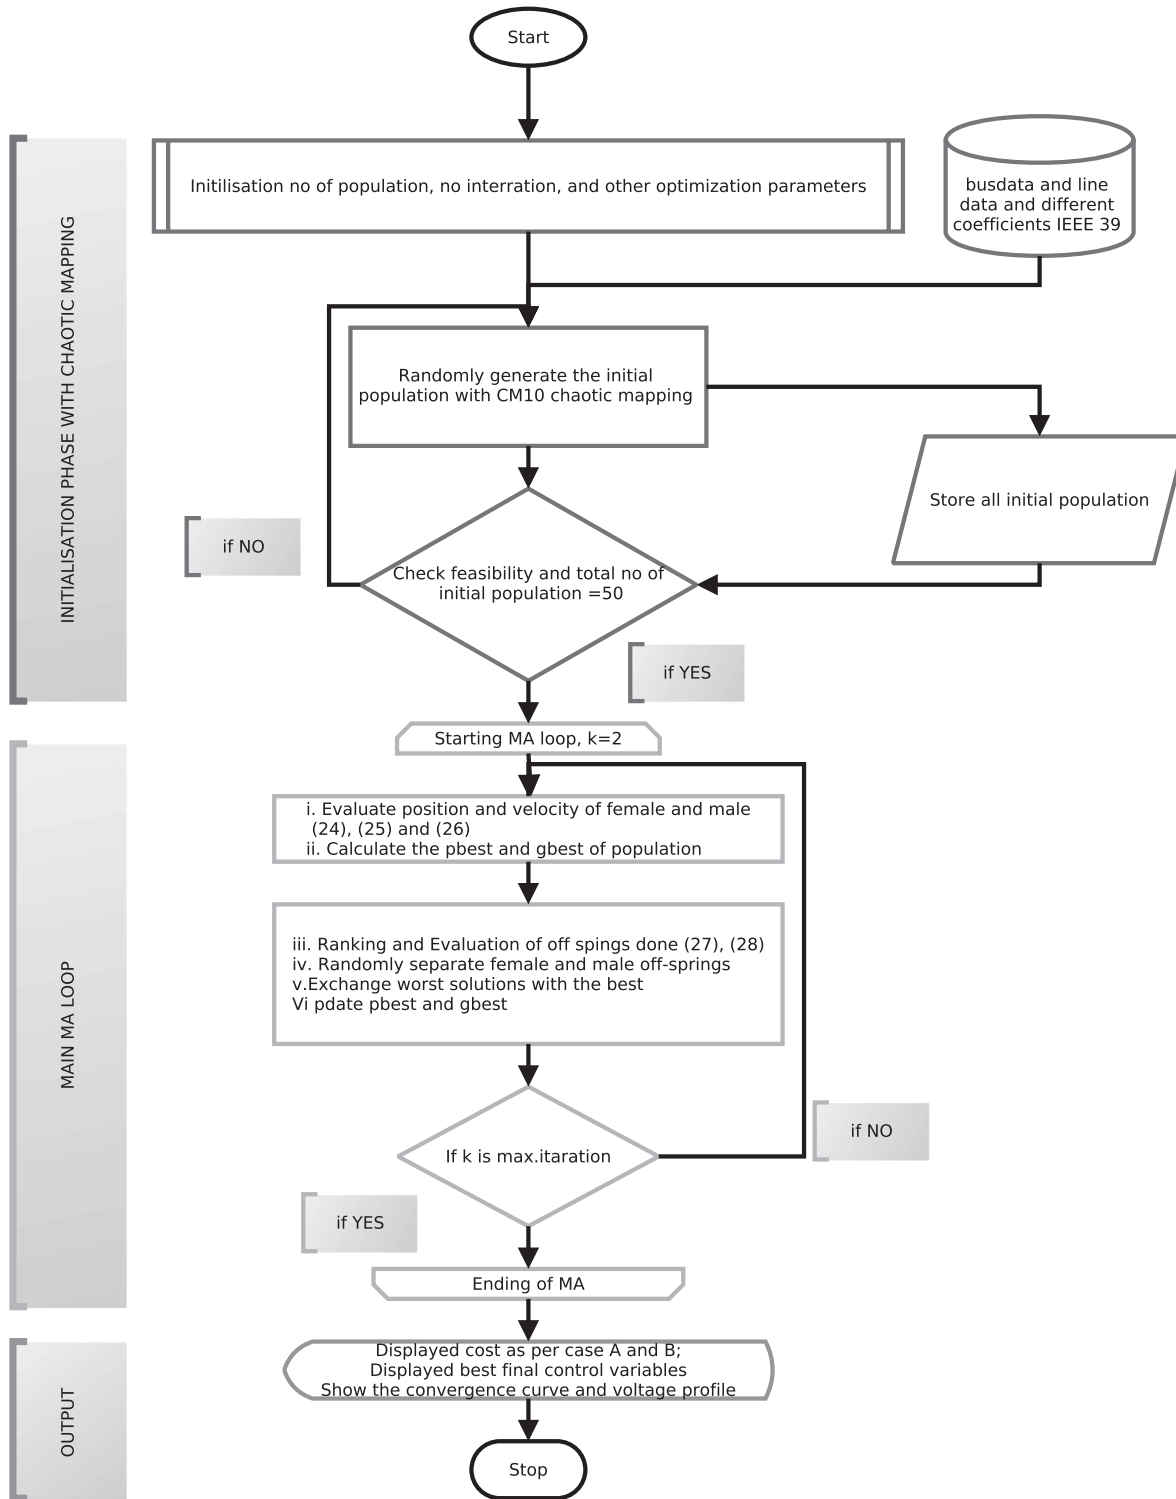 Start
INITIALISATION PHASE WITH CHAOTIC MAPPING
Initilisation no of population, no interration, and other optimization parameters
busdata and line
data and different
coefficients IEEE 39
Randomly generate the initial
population with CM10 chaotic mapping
Store all initial population
if NO
Check feasibility and total no of
initial population =50
if YES
Starting MA loop, k=2
MAIN MA LOOP
i. Evaluate position and velocity of female and male
(24), (25) and (26)
ii. Calculate the pbest and gbest of population
iii. Ranking and Evaluation of off spings done (27), (28)
iv. Randomly separate female and male off-springs
v.Exchange worst solutions with the best
Vi pdate pbest and gbest
if NO
If k is max.itaration
if YES
Ending of MA
OUTPUT
Displayed cost as per case A and B;
Displayed best final control variables
Show the convergence curve and voltage profile
Stop